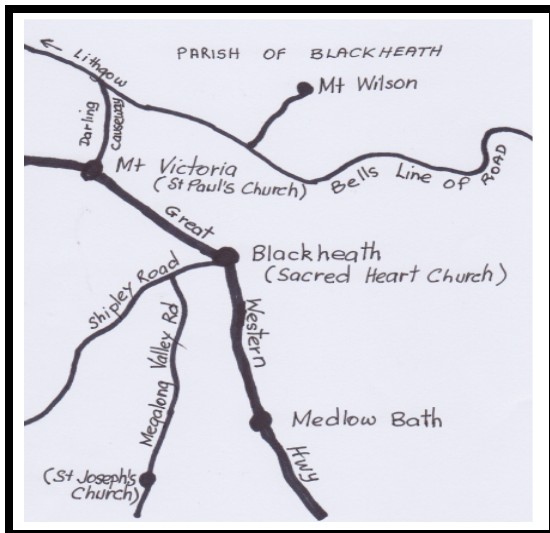 PARISH OF BLACKHEATH
← Lithgow
Mt Wilson
Darling
Causeway
Mt Victoria
(St Paul's Church)
Bells Line of ROAD
Great
Blackheath
(Sacred Heart Church)
Shipley Road
Western
Megalong Valley Rd
Medlow Bath
Hwy
(St Joseph's
Church)